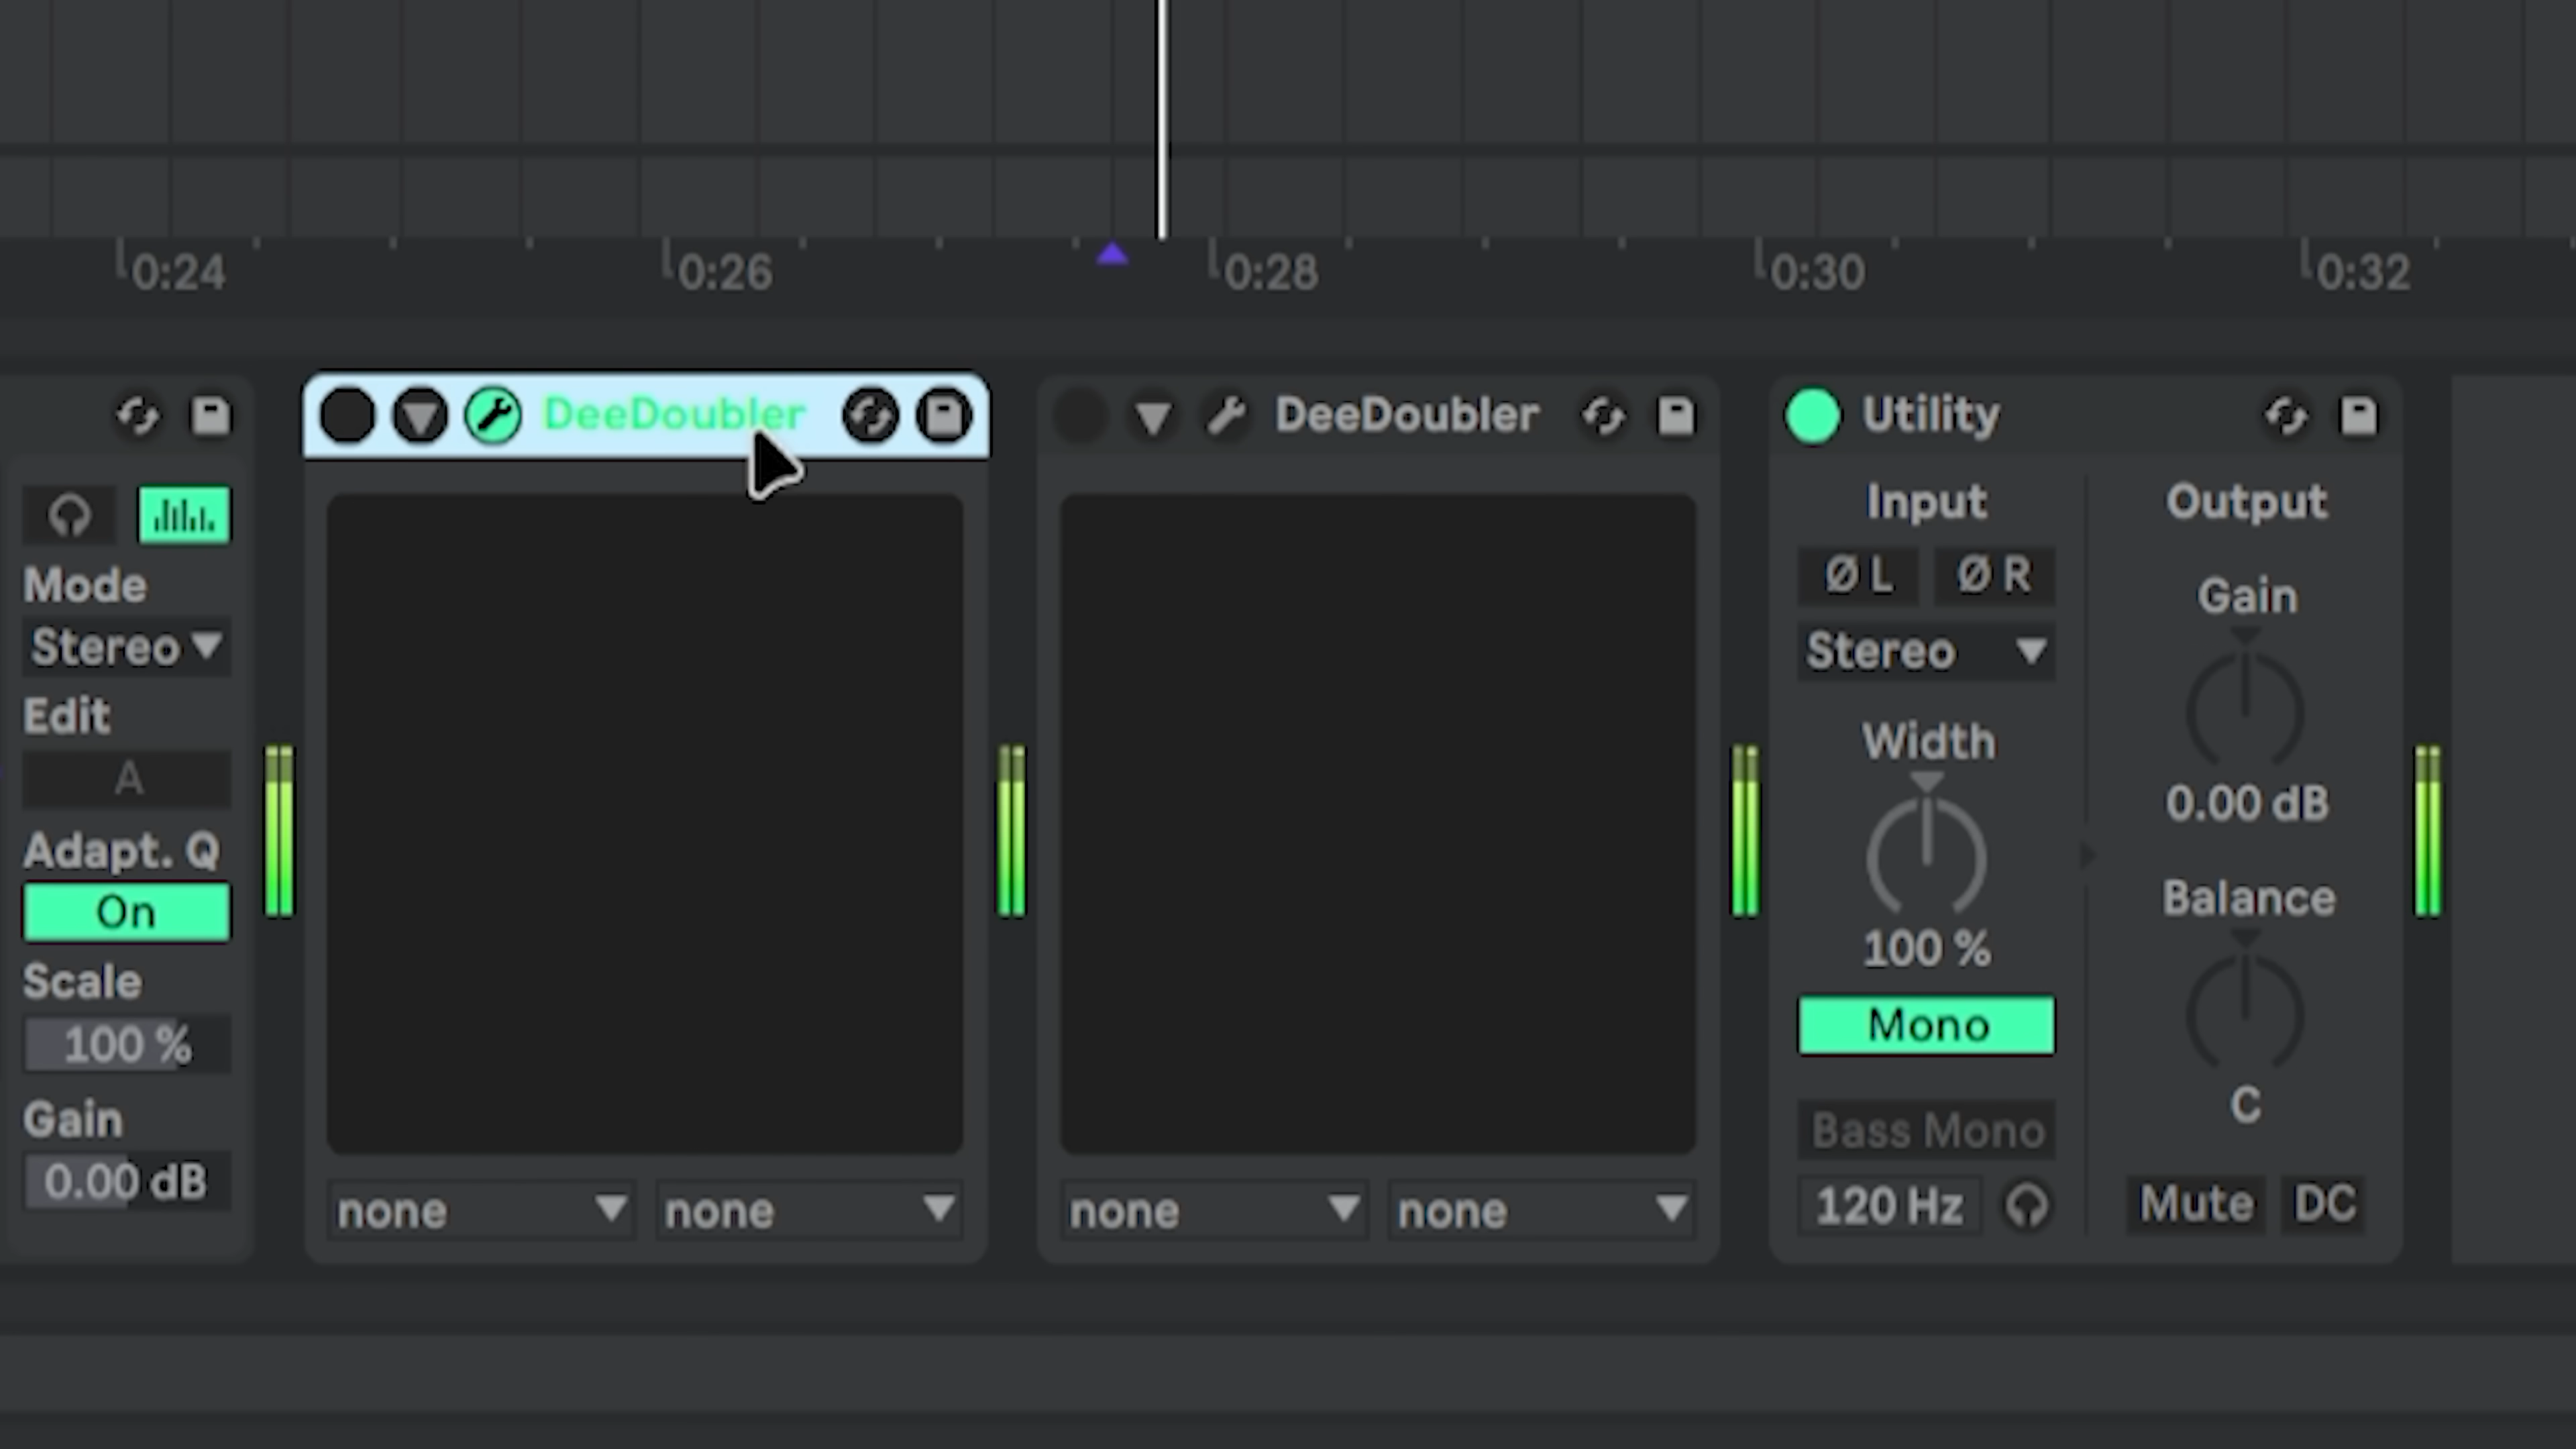 0:24 0:26 0:28 0:30 0:32
DeeDoubler
DeeDoubler
Utility
Mode
Stereo
Edit
A
Adapt. Q
On
Scale
100 %
Gain
0.00 dB
none none
none none
Input
Ø L Ø R
Stereo
Width
100 %
Mono
Bass Mono
120 Hz
Output
Gain
0.00 dB
Balance
C
Mute DC